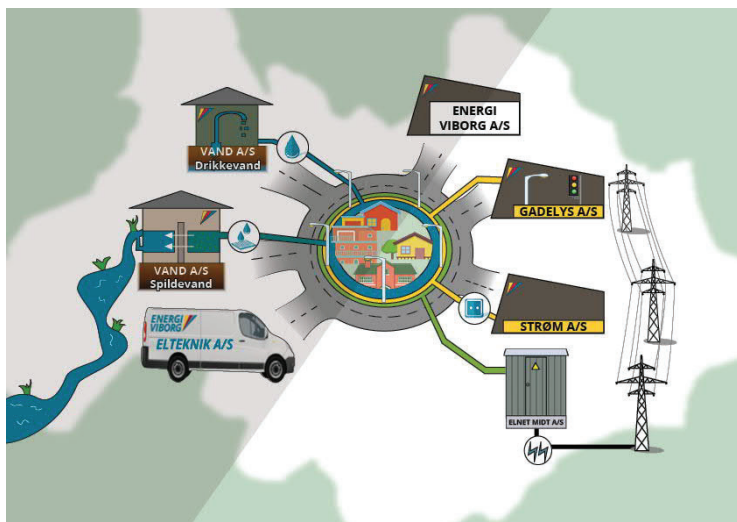 ENERGI
VIBORG A/S
VAND A/S
Drikkevand
GADELYS A/S
VAND A/S
Spildevand
STRØM A/S
ENERGI
VIBORG
ELTEKNIK A/S
ELNET MIDT A/S